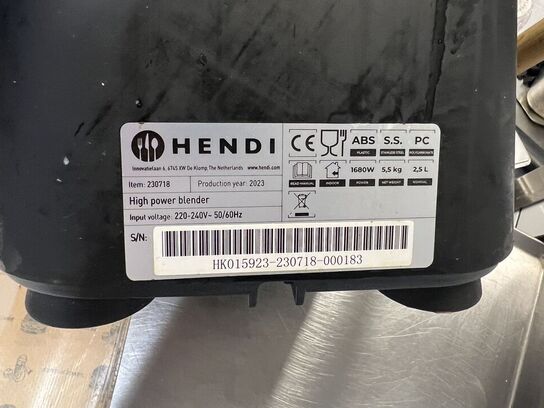 HENDI
Innovatielaan 6, 6745 XW De Klomp, The Netherlands www.hendi.com
Item: 230718 Production year: 2023
High power blender
Input voltage: 220-240V~ 50/60Hz
CE ABS S.S. PC
PLASTIC STAINLESS STEEL POLYCARBONATE
1680W 5,5 kg 2,5 L
READ MANUAL INDOOR POWER NET WEIGHT NOMINAL
S/N:
HK015923-230718-000183